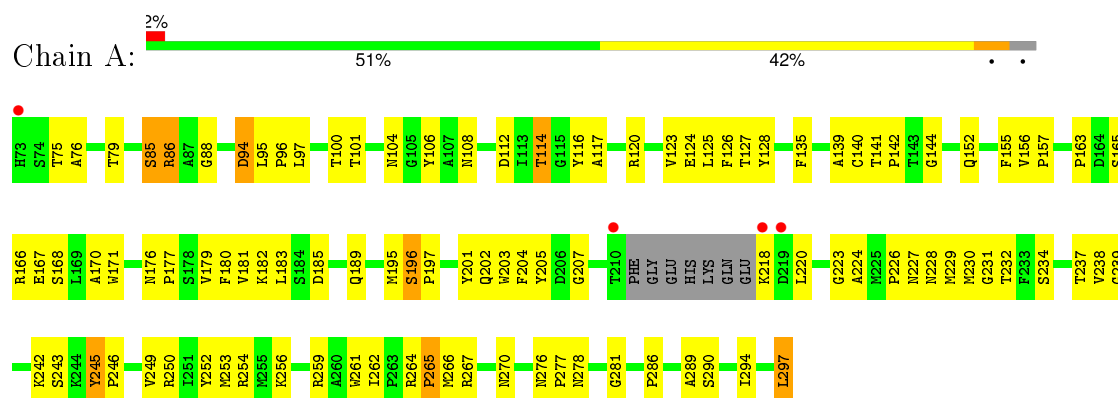 2%
Chain A:
51% 42% • •
H73 S74 T75 A76 T79 S85 R86 A87 G88 D94 L95 P96 L97 T100 T101 N104 G105 Y106 A107 N108 D112 I113 T114 G115 Y116 A117 R120 V123 E124 L125 F126 T127 Y128 F135 A139 C140 T141 P142 T143 G144 Q152 F155 V156 P157 P163 D164 S165
R166 E167 S168 L169 A170 W171 N176 P177 S178 V179 F180 V181 K182 L183 S184 D185 Q189 M195 S196 P197 Y201 Q202 W203 F204 Y205 D206 G207 T210 PHE GLY GLU HIS LYS GLN GLU K218 D219 L220 G223 A224 M225 P226 N227 N228 M229 M230 G231 T232 F233 S234 T237 V238
K242 S243 K244 Y245 P246 V249 R250 I251 Y252 M253 R254 M255 K256 R259 A260 W261 I262 P263 R264 P265 M266 R267 N270 N276 P277 N278 G281 P286 A289 S290 I294 L297